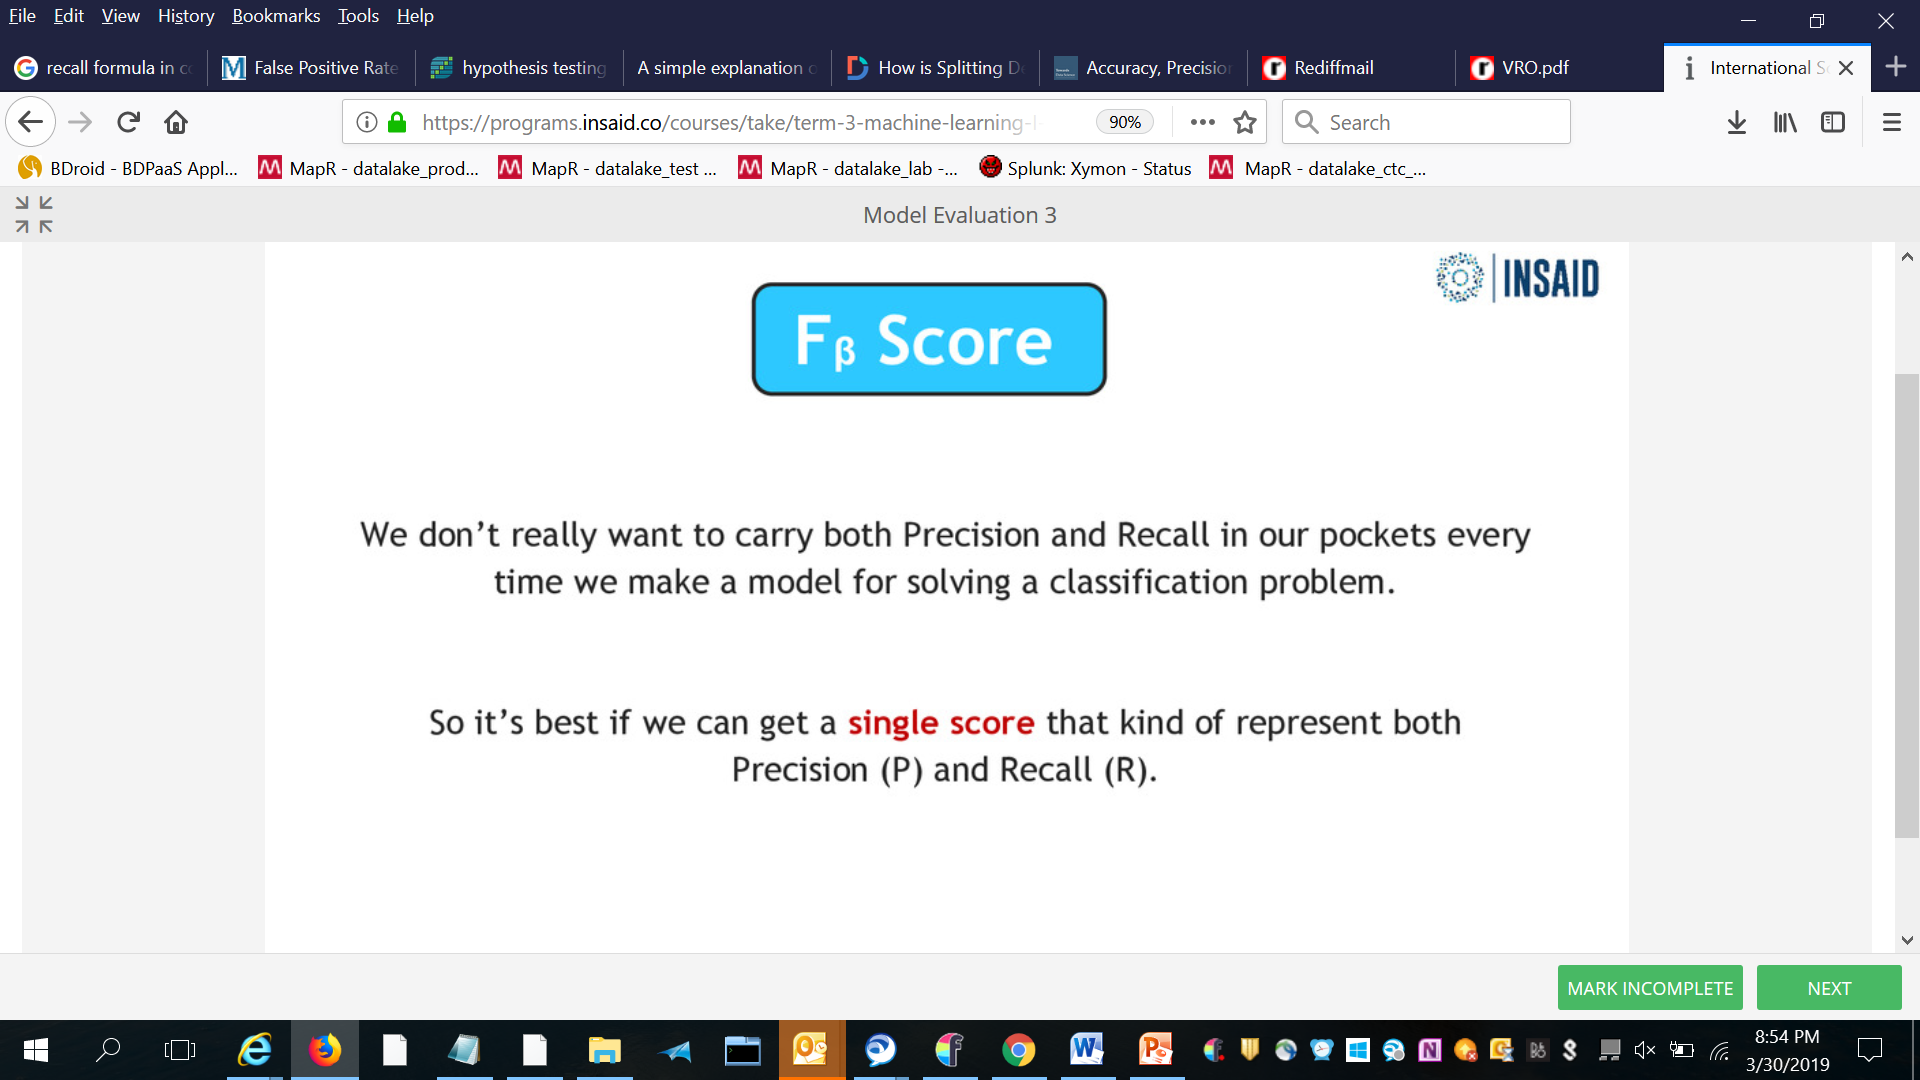 File Edit View History Bookmarks Tools Help
recall formula in co
False Positive Rate
hypothesis testing
A simple explanation o
How is Splitting De
Accuracy, Precision
Rediffmail
VRO.pdf
International Sc
https://programs.insaid.co/courses/take/term-3-machine-learning-l
90%
Search
BDroid - BDPaaS Appl...
MapR - datalake_prod...
MapR - datalake_test ...
MapR - datalake_lab -...
Splunk: Xymon - Status
MapR - datalake_ctc_...
Model Evaluation 3
INSAID
Fβ Score
We don’t really want to carry both Precision and Recall in our pockets every
time we make a model for solving a classification problem.
So it’s best if we can get a single score that kind of represent both
Precision (P) and Recall (R).
MARK INCOMPLETE
NEXT
8:54 PM
3/30/2019